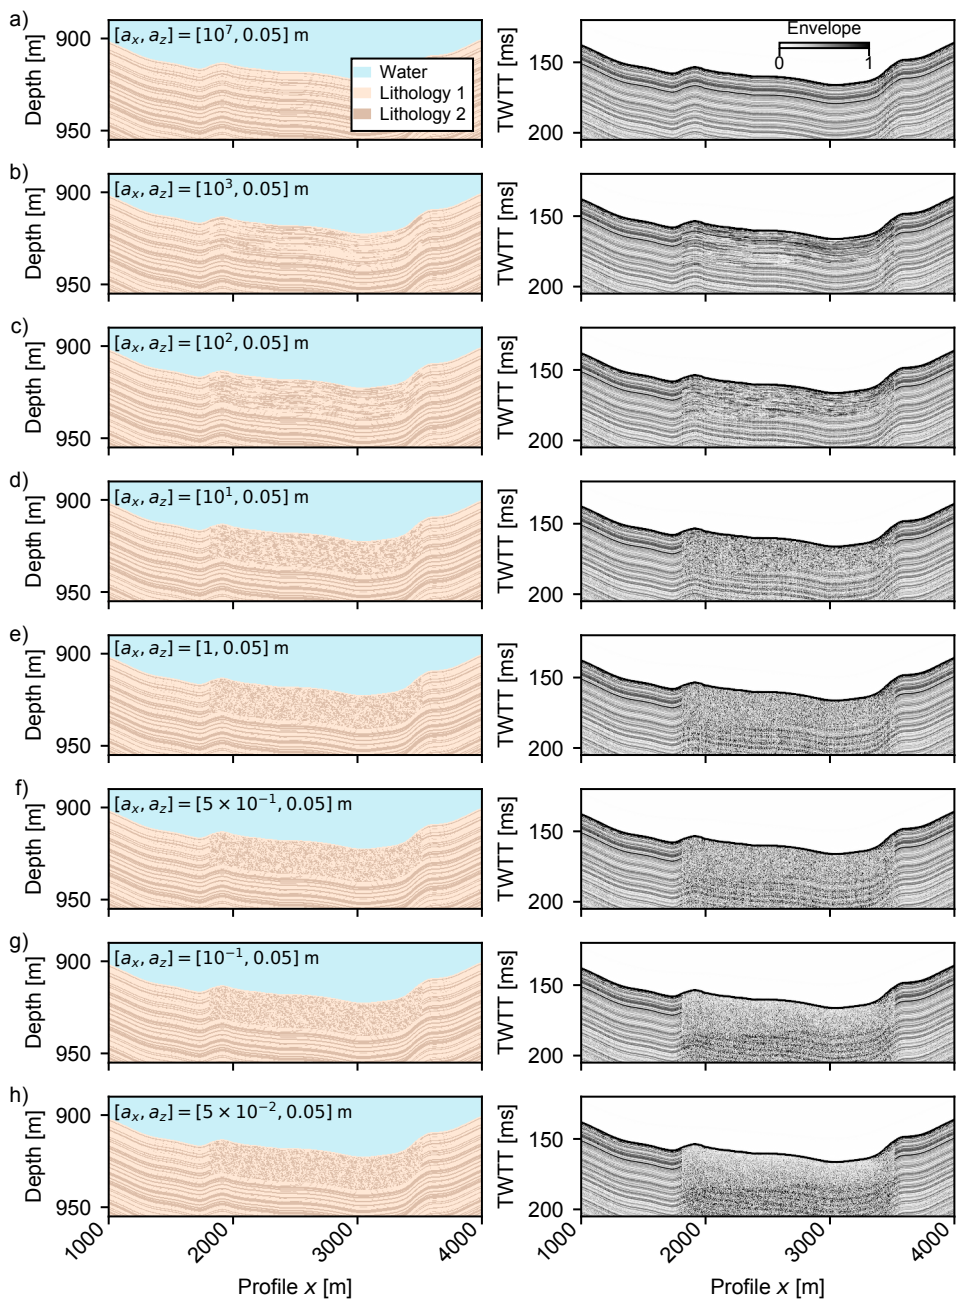 a)
Depth [m]
900
950
[a_x, a_z] = [10^7, 0.05] m
Water
Lithology 1
Lithology 2
TWTT [ms]
150
200
Envelope
0 1
b)
Depth [m]
900
950
[a_x, a_z] = [10^3, 0.05] m
TWTT [ms]
150
200
c)
Depth [m]
900
950
[a_x, a_z] = [10^2, 0.05] m
TWTT [ms]
150
200
d)
Depth [m]
900
950
[a_x, a_z] = [10^1, 0.05] m
TWTT [ms]
150
200
e)
Depth [m]
900
950
[a_x, a_z] = [1, 0.05] m
TWTT [ms]
150
200
f)
Depth [m]
900
950
[a_x, a_z] = [5 × 10^-1, 0.05] m
TWTT [ms]
150
200
g)
Depth [m]
900
950
[a_x, a_z] = [10^-1, 0.05] m
TWTT [ms]
150
200
h)
Depth [m]
900
950
[a_x, a_z] = [5 × 10^-2, 0.05] m
TWTT [ms]
150
200
1000 2000 3000 4000
Profile x [m]
1000 2000 3000 4000
Profile x [m]